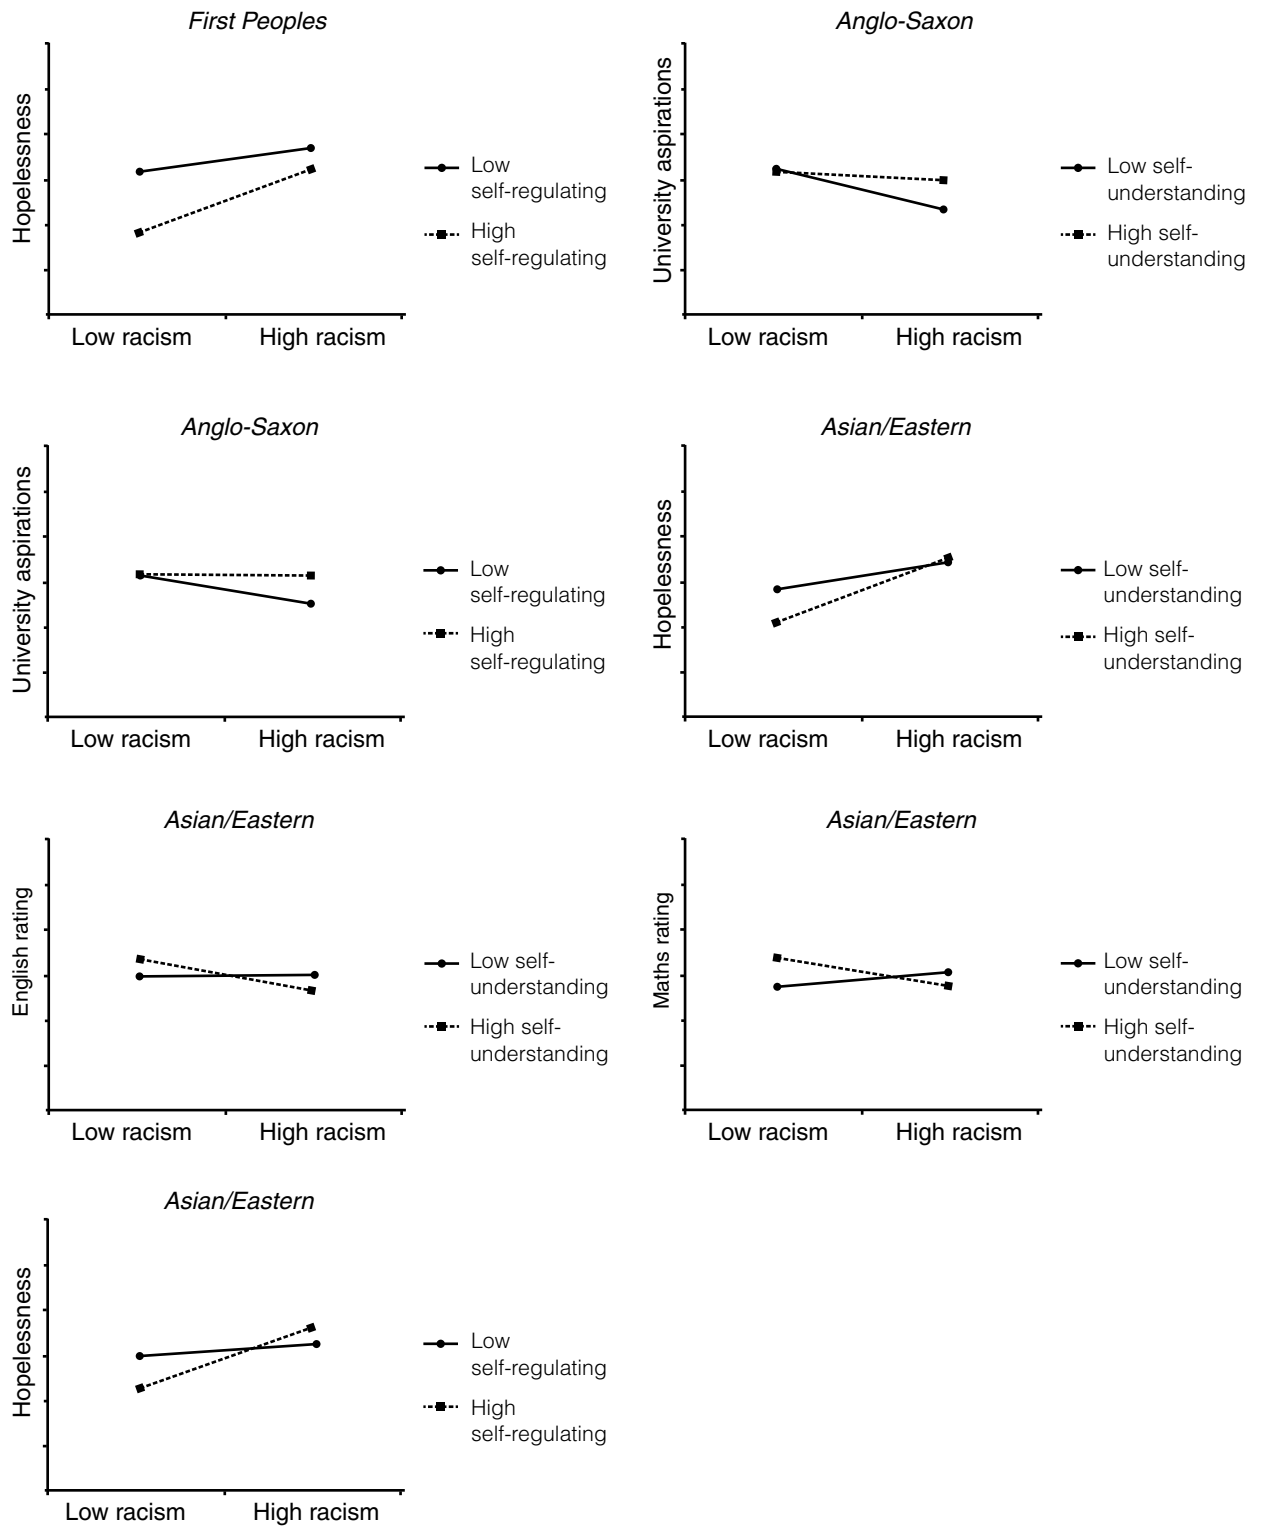 First Peoples
Hopelessness
Low
self-regulating
High
self-regulating
Low racism
High racism
Anglo-Saxon
University aspirations
Low self-
understanding
High self-
understanding
Low racism
High racism
Anglo-Saxon
University aspirations
Low
self-regulating
High
self-regulating
Low racism
High racism
Asian/Eastern
Hopelessness
Low self-
understanding
High self-
understanding
Low racism
High racism
Asian/Eastern
English rating
Low self-
understanding
High self-
understanding
Low racism
High racism
Asian/Eastern
Maths rating
Low self-
understanding
High self-
understanding
Low racism
High racism
Asian/Eastern
Hopelessness
Low
self-regulating
High
self-regulating
Low racism
High racism